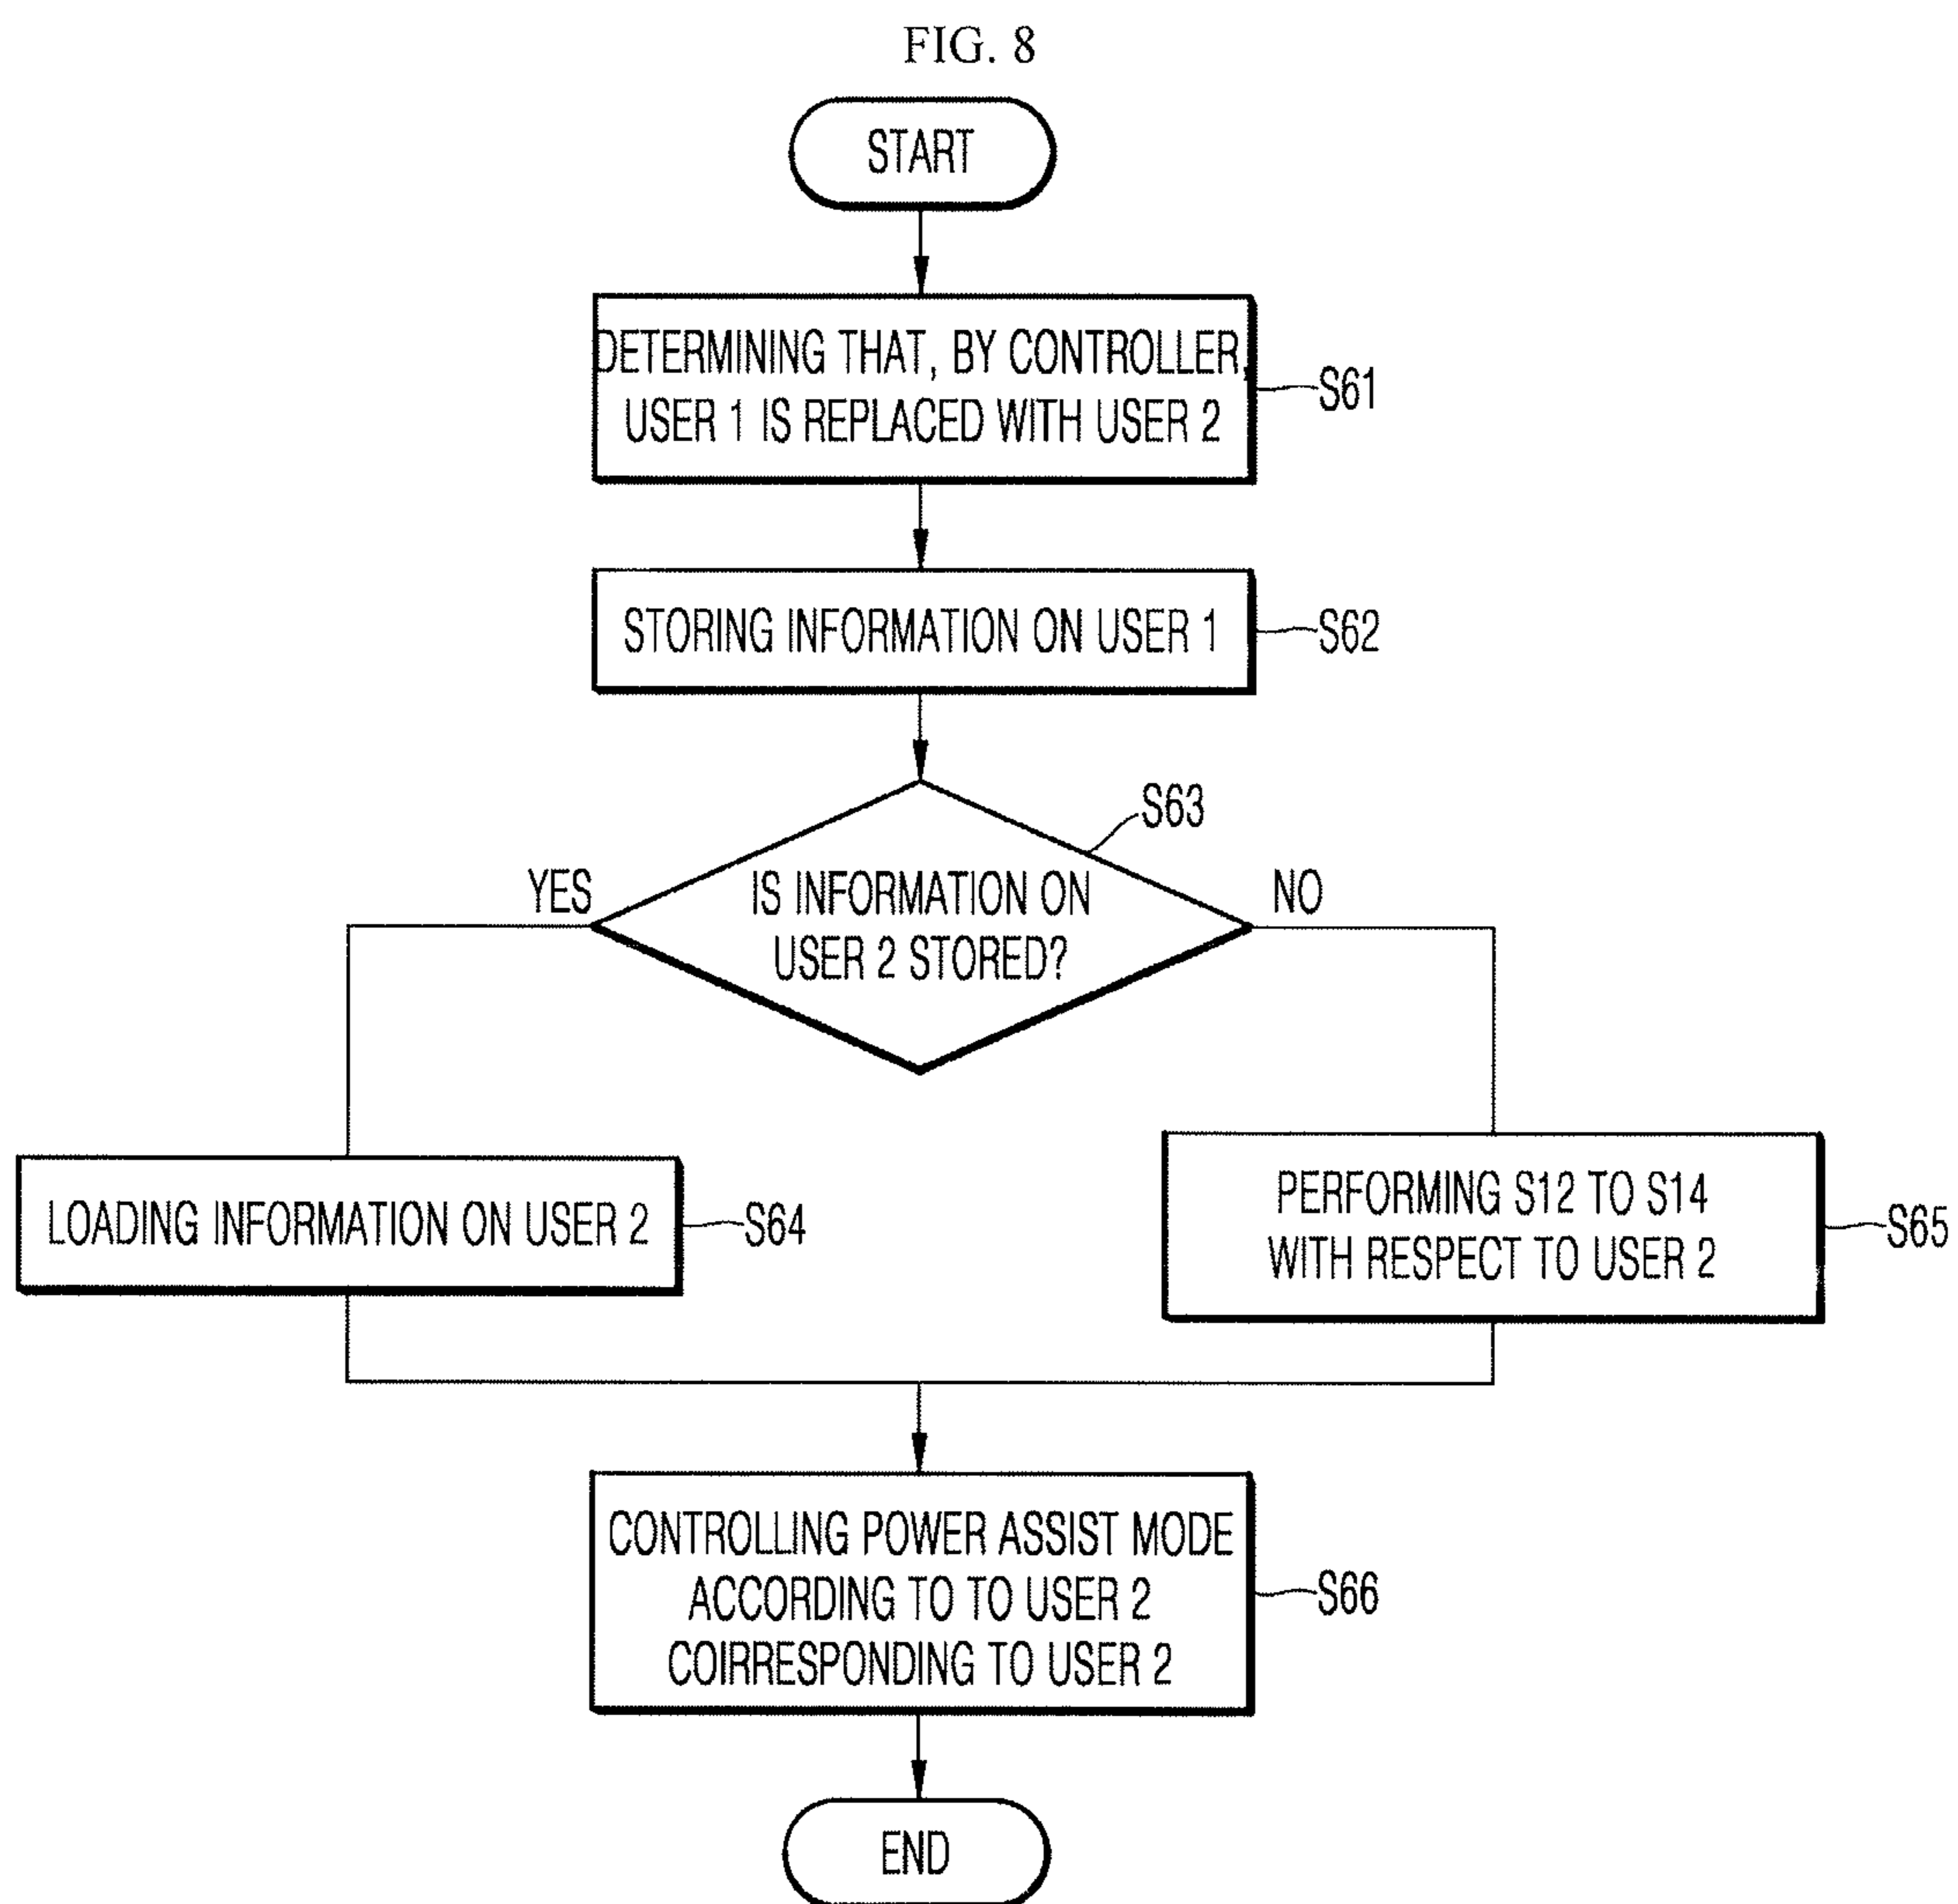 FIG. 8
START
DETERMINING THAT, BY CONTROLLER,
USER 1 IS REPLACED WITH USER 2
S61
STORING INFORMATION ON USER 1
S62
S63
YES
IS INFORMATION ON
USER 2 STORED?
NO
LOADING INFORMATION ON USER 2
S64
PERFORMING S12 TO S14
WITH RESPECT TO USER 2
S65
CONTROLLING POWER ASSIST MODE
ACCORDING TO TO USER 2
COIRRESPONDING TO USER 2
S66
END